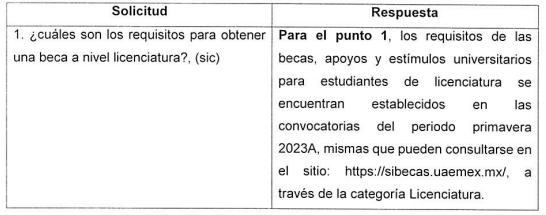 Solicitud
Respuesta
1. ¿cuáles son los requisitos para obtener
una beca a nivel licenciatura?, (sic)
Para el punto 1, los requisitos de las
becas, apoyos y estímulos universitarios
para estudiantes de licenciatura se
encuentran establecidos en las
convocatorias del periodo primavera
2023A, mismas que pueden consultarse en
el sitio: https://sibecas.uaemex.mx/, a
través de la categoría Licenciatura.